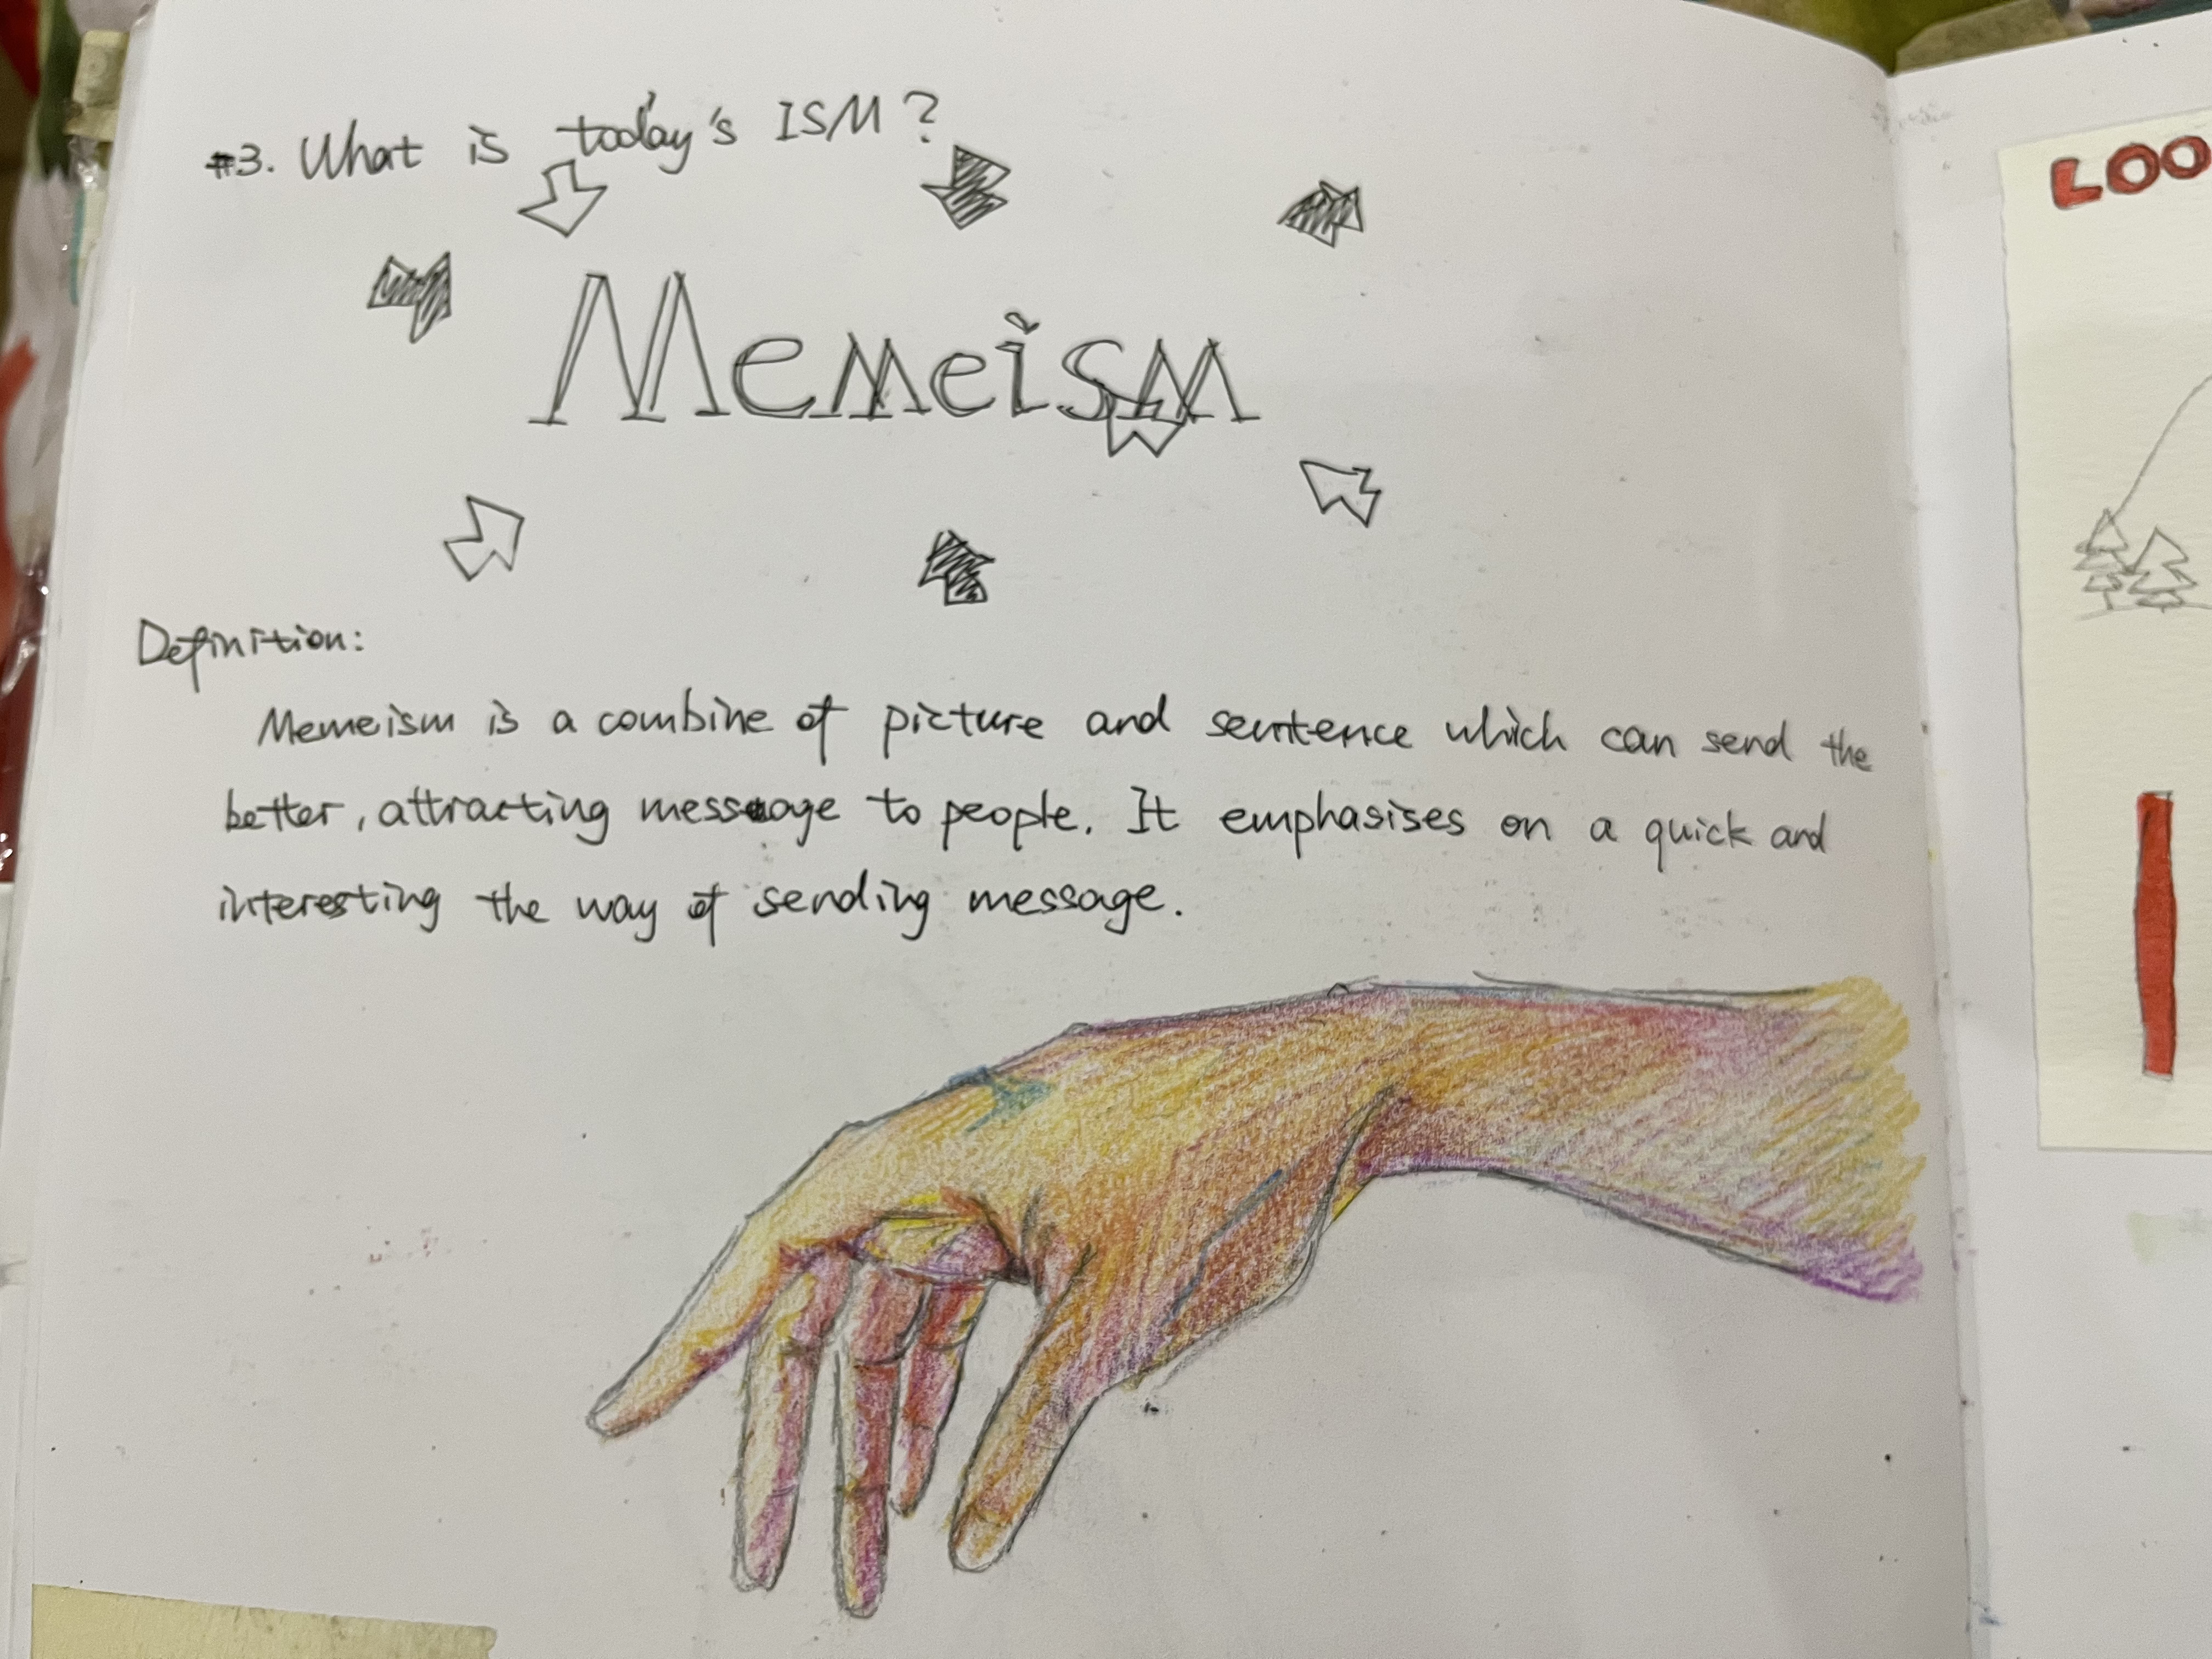 #3. What is today's ISM?
Memeism
Definition:
Memeism is a combine of picture and sentence which can send the
better, attracting message to people. It emphasises on a quick and
interesting the way of sending message.
LOO